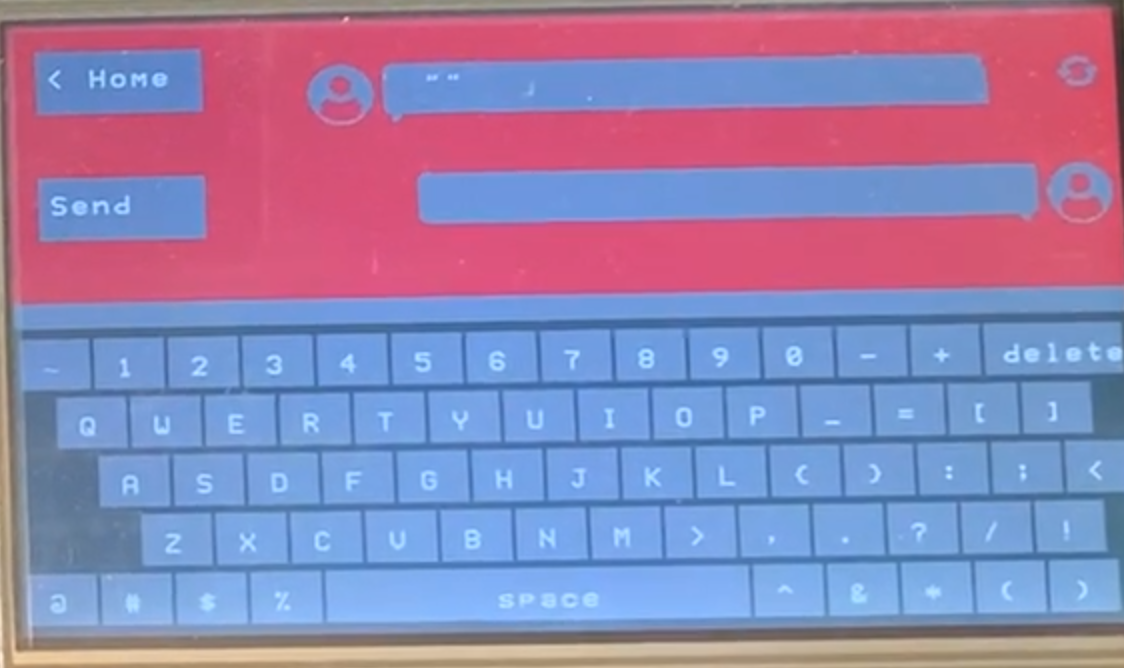 < Home
"" 
Send
~ 1 2 3 4 5 6 7 8 9 0 - + delete
Q W E R T Y U I O P _ = [ ]
A S D F G H J K L ( ) : ; <
Z X C V B N M > , . ? / !
@ # $ % space ^ & * ( )